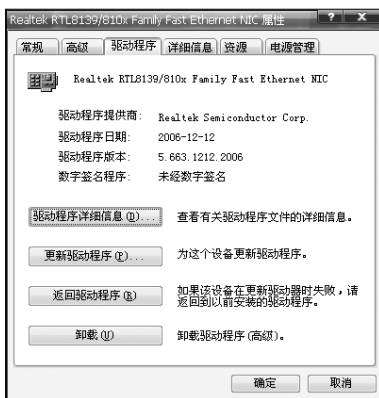 Realtek RTL8139/810x Family Fast Ethernet NIC 属性
常规 高级 驱动程序 详细信息 资源 电源管理
Realtek RTL8139/810x Family Fast Ethernet NIC
驱动程序提供商: Realtek Semiconductor Corp.
驱动程序日期: 2006-12-12
驱动程序版本: 5.663.1212.2006
数字签名程序: 未经数字签名
驱动程序详细信息(D)... 查看有关驱动程序文件的详细信息。
更新驱动程序(P)... 为这个设备更新驱动程序。
返回驱动程序(R) 如果该设备在更新驱动器时失败，请
返回到以前安装的驱动程序。
卸载(U) 卸载驱动程序(高级)。
确定 取消